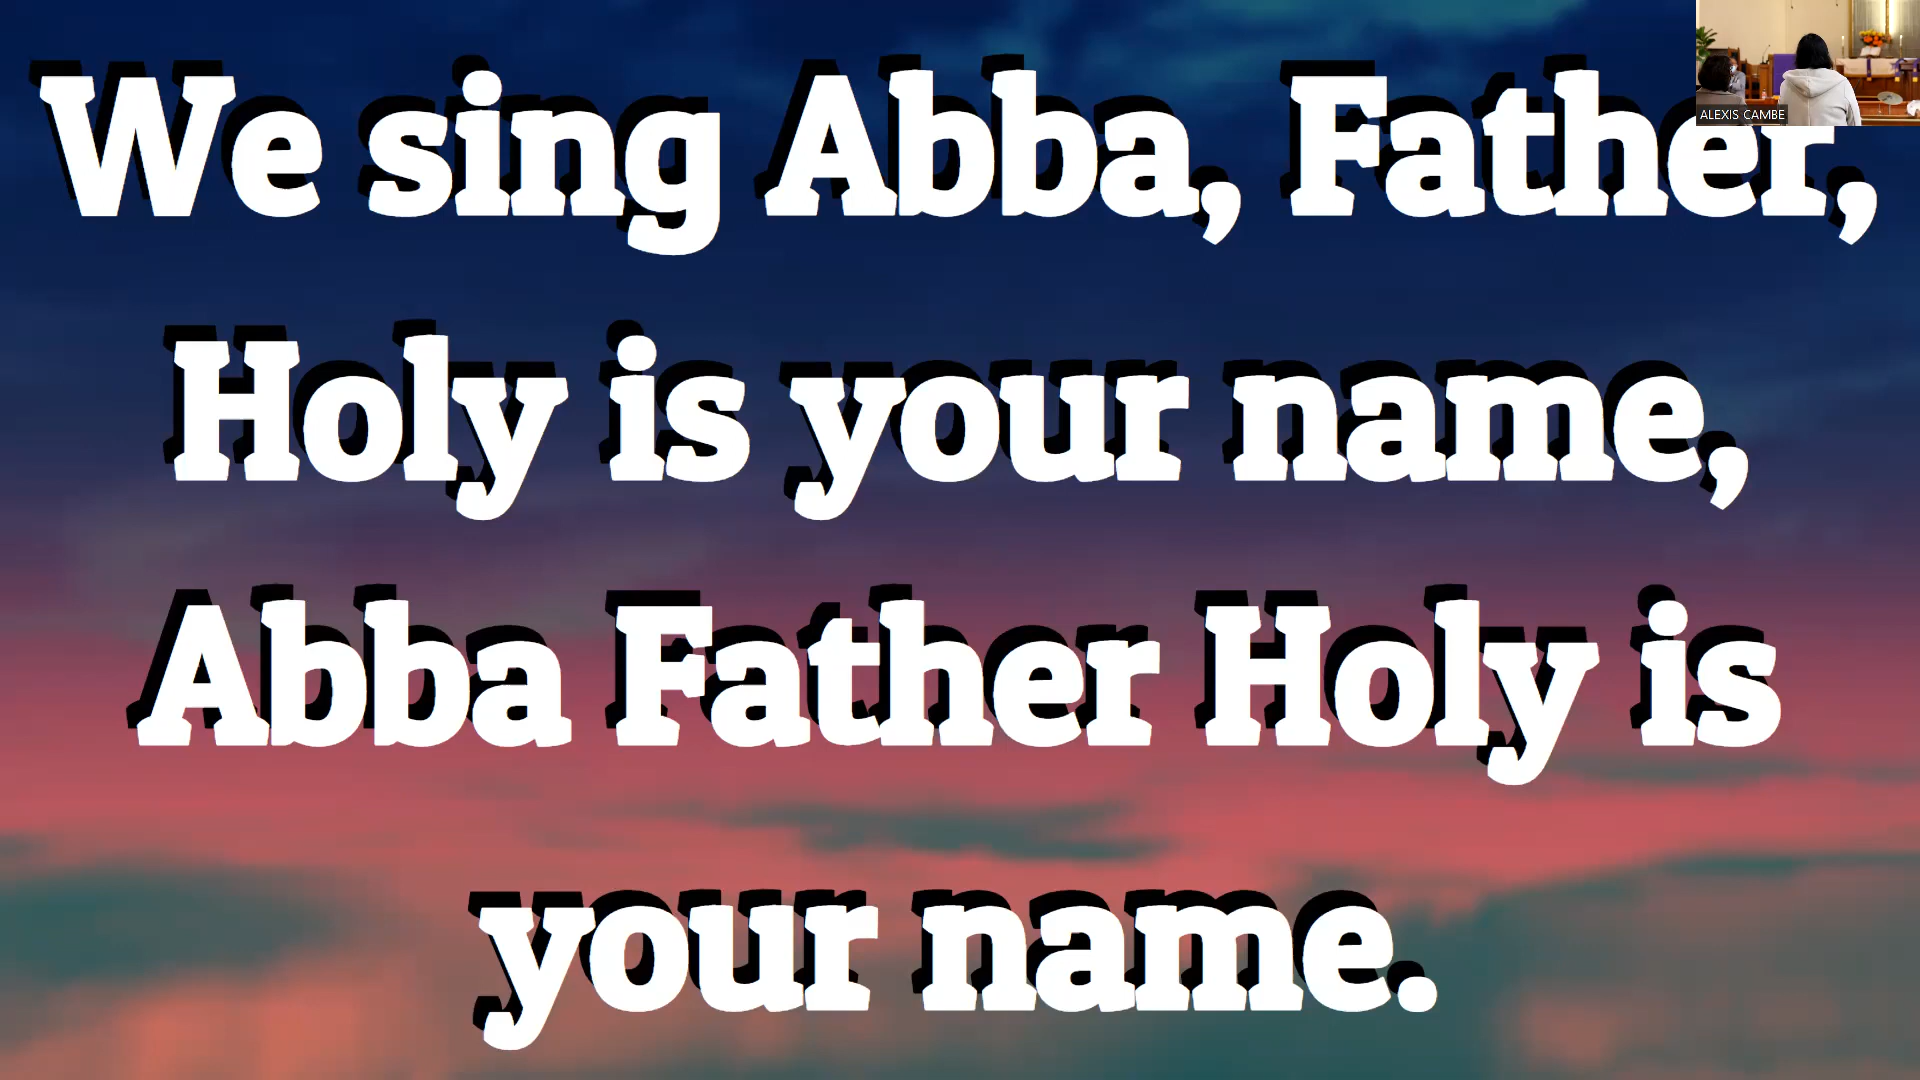 We sing Abba, Father,
ALEXIS CAMBE
Holy is your name,
Abba Father Holy is
your name.